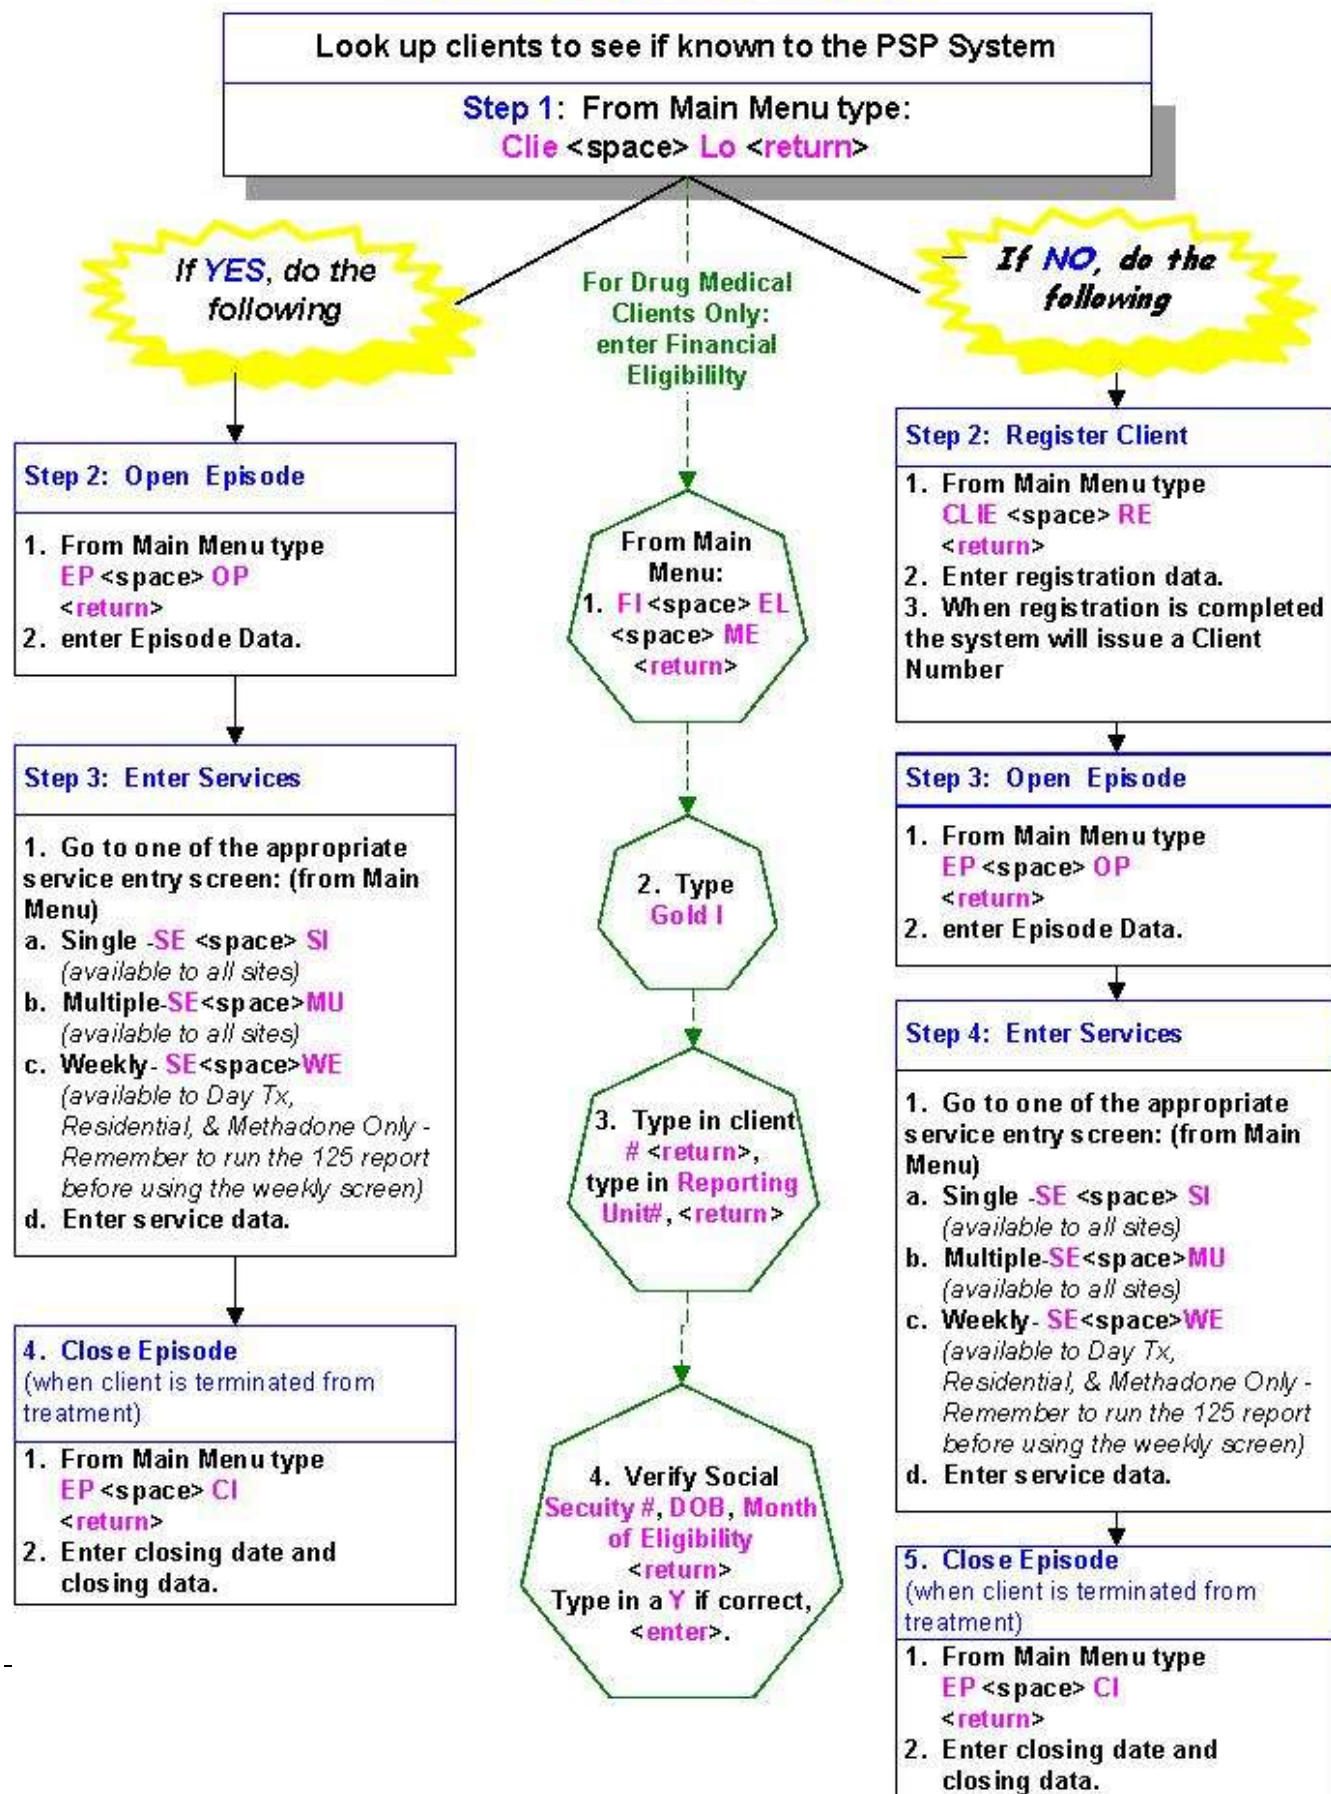 Look up clients to see if known to the PSP System
Step 1: From Main Menu type:
Clie <space> Lo <return>
If YES, do the
following
Step 2: Open Episode
1. From Main Menu type
EP <space> OP
<return>
2. enter Episode Data.
Step 3: Enter Services
1. Go to one of the appropriate
service entry screen: (from Main
Menu)
a. Single -SE <space> SI
(available to all sites)
b. Multiple-SE<space>MU
(available to all sites)
c. Weekly- SE<space>WE
(available to Day Tx,
Residential, & Methadone Only -
Remember to run the 125 report
before using the weekly screen)
d. Enter service data.
4. Close Episode
(when client is terminated from
treatment)
1. From Main Menu type
EP <space> Cl
<return>
2. Enter closing date and
closing data.
For Drug Medical
Clients Only:
enter Financial
Eligibililty
From Main
Menu:
1. FI <space> EL
<space> ME
<return>
2. Type
Gold I
3. Type in client
# <return>,
type in Reporting
Unit#, <return>
4. Verify Social
Secuity #, DOB, Month
of Eligibility
<return>
Type in a Y if correct,
<enter>.
If NO, do the
following
Step 2: Register Client
1. From Main Menu type
CLIE <space> RE
<return>
2. Enter registration data.
3. When registration is completed
the system will issue a Client
Number
Step 3: Open Episode
1. From Main Menu type
EP <space> OP
<return>
2. enter Episode Data.
Step 4: Enter Services
1. Go to one of the appropriate
service entry screen: (from Main
Menu)
a. Single -SE <space> SI
(available to all sites)
b. Multiple-SE<space>MU
(available to all sites)
c. Weekly- SE<space>WE
(available to Day Tx,
Residential, & Methadone Only -
Remember to run the 125 report
before using the weekly screen)
d. Enter service data.
5. Close Episode
(when client is terminated from
treatment)
1. From Main Menu type
EP <space> Cl
<return>
2. Enter closing date and
closing data.